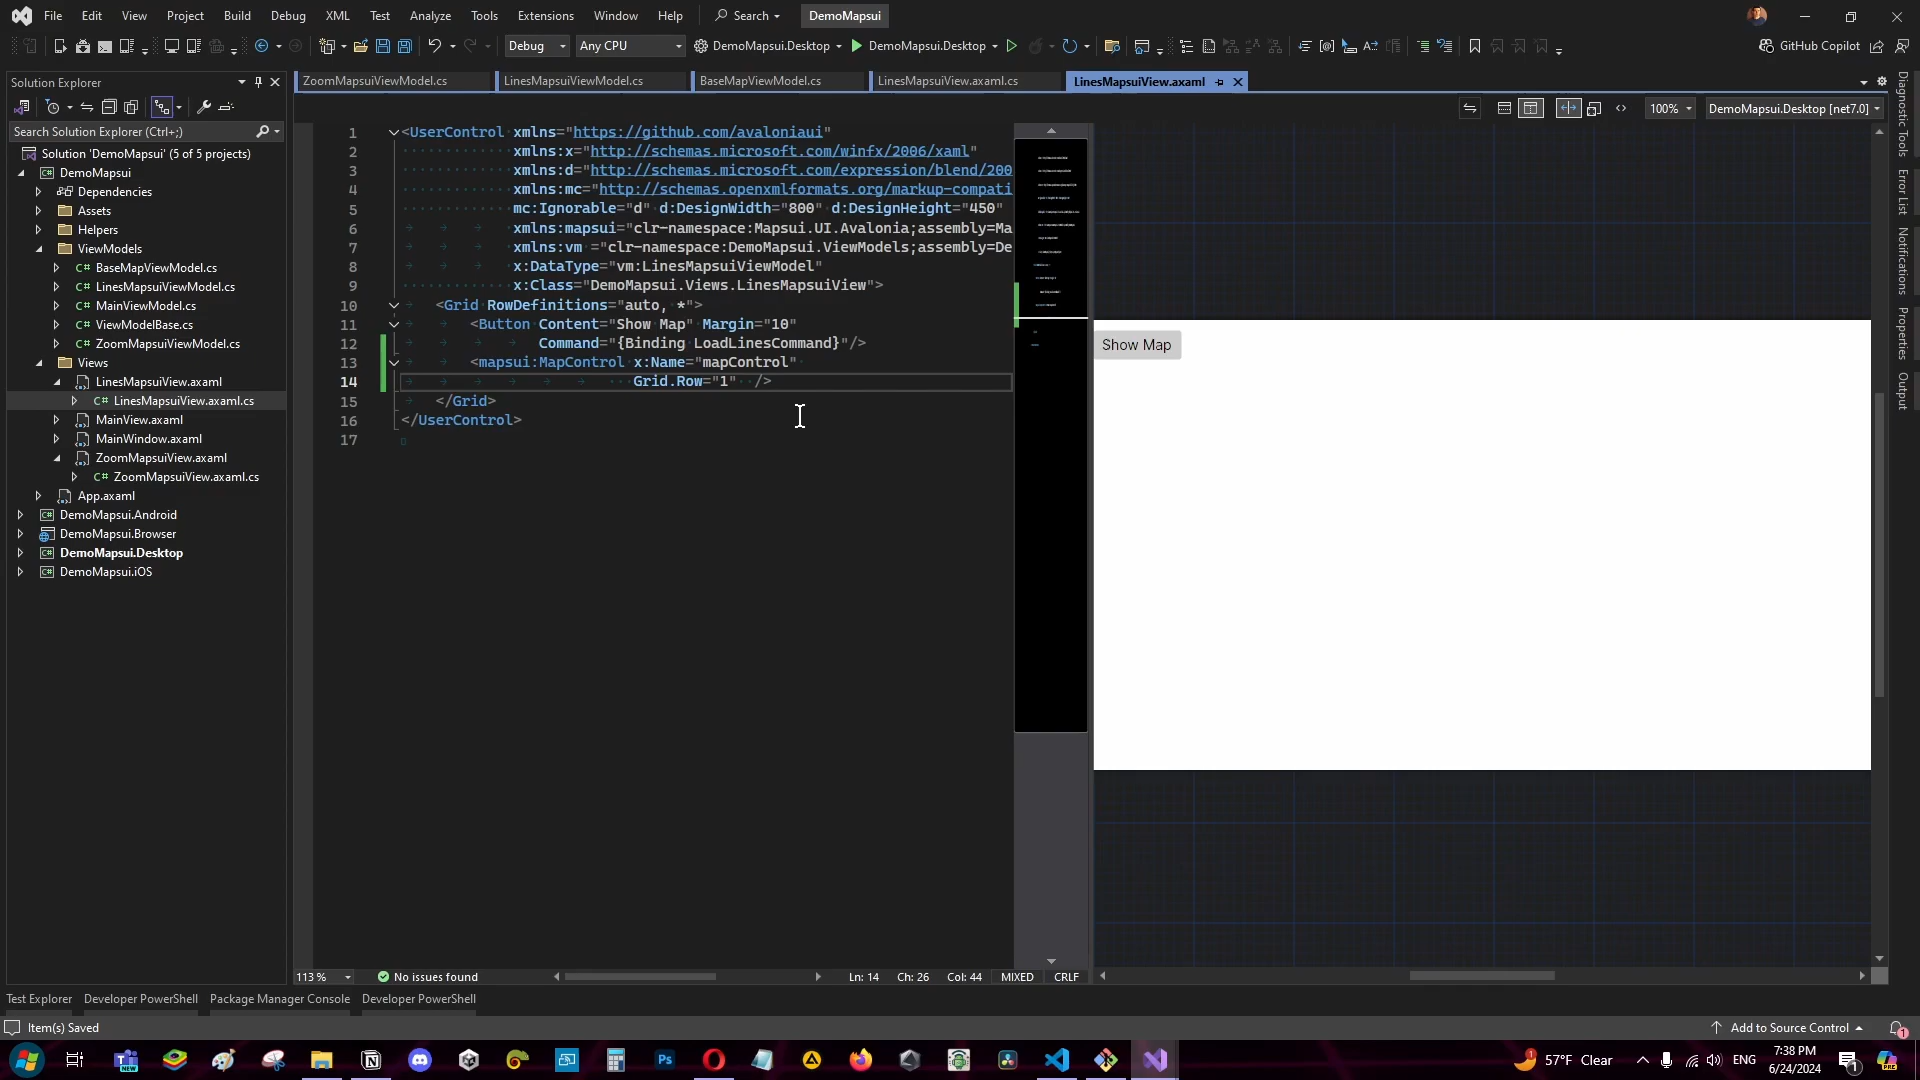 File Edit View Project Build Debug XML Test Analyze Tools Extensions Window Help Search DemoMapsui
Debug Any CPU DemoMapsui.Desktop DemoMapsui.Desktop GitHub Copilot
Solution Explorer
Search Solution Explorer (Ctrl+;)
Solution 'DemoMapsui' (5 of 5 projects)
DemoMapsui
Dependencies
Assets
Helpers
ViewModels
C# BaseMapViewModel.cs
C# LinesMapsuiViewModel.cs
C# MainViewModel.cs
C# ViewModelBase.cs
C# ZoomMapsuiViewModel.cs
Views
LinesMapsuiView.axaml
C# LinesMapsuiView.axaml.cs
MainView.axaml
MainWindow.axaml
ZoomMapsuiView.axaml
C# ZoomMapsuiView.axaml.cs
App.axaml
DemoMapsui.Android
DemoMapsui.Browser
DemoMapsui.Desktop
DemoMapsui.iOS
ZoomMapsuiViewModel.cs LinesMapsuiViewModel.cs BaseMapViewModel.cs LinesMapsuiView.axaml.cs LinesMapsuiView.axaml
100% DemoMapsui.Desktop [net7.0]
1 <UserControl xmlns="https://github.com/avaloniaui"
2 xmlns:x="http://schemas.microsoft.com/winfx/2006/xaml"
3 xmlns:d="http://schemas.microsoft.com/expression/blend/200
4 xmlns:mc="http://schemas.openxmlformats.org/markup-compati
5 mc:Ignorable="d" d:DesignWidth="800" d:DesignHeight="450"
6 xmlns:mapsui="clr-namespace:Mapsui.UI.Avalonia;assembly=Ma
7 xmlns:vm ="clr-namespace:DemoMapsui.ViewModels;assembly=De
8 x:DataType="vm:LinesMapsuiViewModel"
9 x:Class="DemoMapsui.Views.LinesMapsuiView">
10 <Grid RowDefinitions="auto, *">
11 <Button Content="Show Map" Margin="10"
12 Command="{Binding LoadLinesCommand}"/>
13 <mapsui:MapControl x:Name="mapControl"
14 Grid.Row="1" />
15 </Grid>
16 </UserControl>
17
Show Map
Diagnostic Tools
Error List
Notifications
Properties
Output
113 % No issues found Ln: 14 Ch: 26 Col: 44 MIXED CRLF
Test Explorer Developer PowerShell Package Manager Console Developer PowerShell
Item(s) Saved Add to Source Control 1
57°F Clear ENG 7:38 PM
6/24/2024